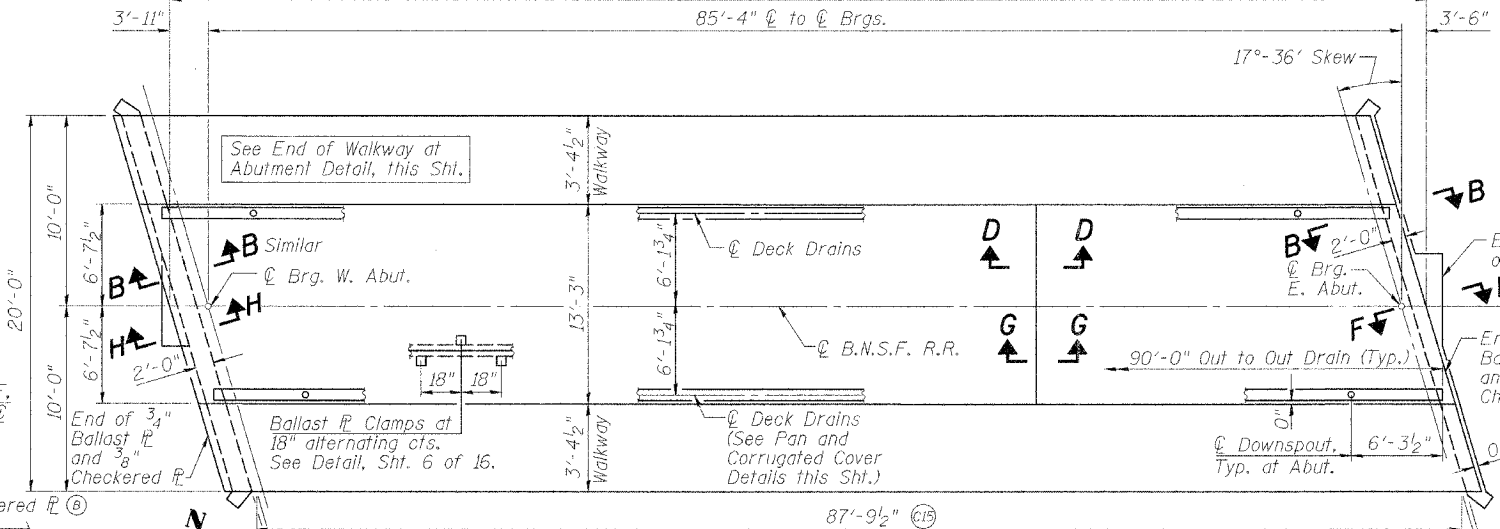 3'-11"
85'-4" ℄ to ℄ Brgs.
3'-6"
17°-36' Skew
See End of Walkway at
Abutment Detail, this Sht.
3'-4½"
Walkway
20'-0"
10'-0"
6'-7½"
B
Similar
℄ Brg. W. Abut.
B
H
H
6'-1¾"
℄ Deck Drains
13'-3"
D
D
B
B
2'-0"
℄ Brg.
E. Abut.
F
G
G
℄ B.N.S.F. R.R.
6'-1¾"
90'-0" Out to Out Drain (Typ.)
10'-0"
6'-7½"
2'-0"
18"
18"
End of ¾"
Ballast ⅊
and ⅜"
Checkered ⅊
Ballast ⅊ Clamps at
18" alternating cts.
See Detail, Sht. 6 of 16.
3'-4½"
Walkway
℄ Deck Drains
(See Pan and
Corrugated Cover
Details this Sht.)
0"
℄ Downspout,
Typ. at Abut.
6'-3½"
ered ⅊ Ⓑ
N
87'-9½" (C15)